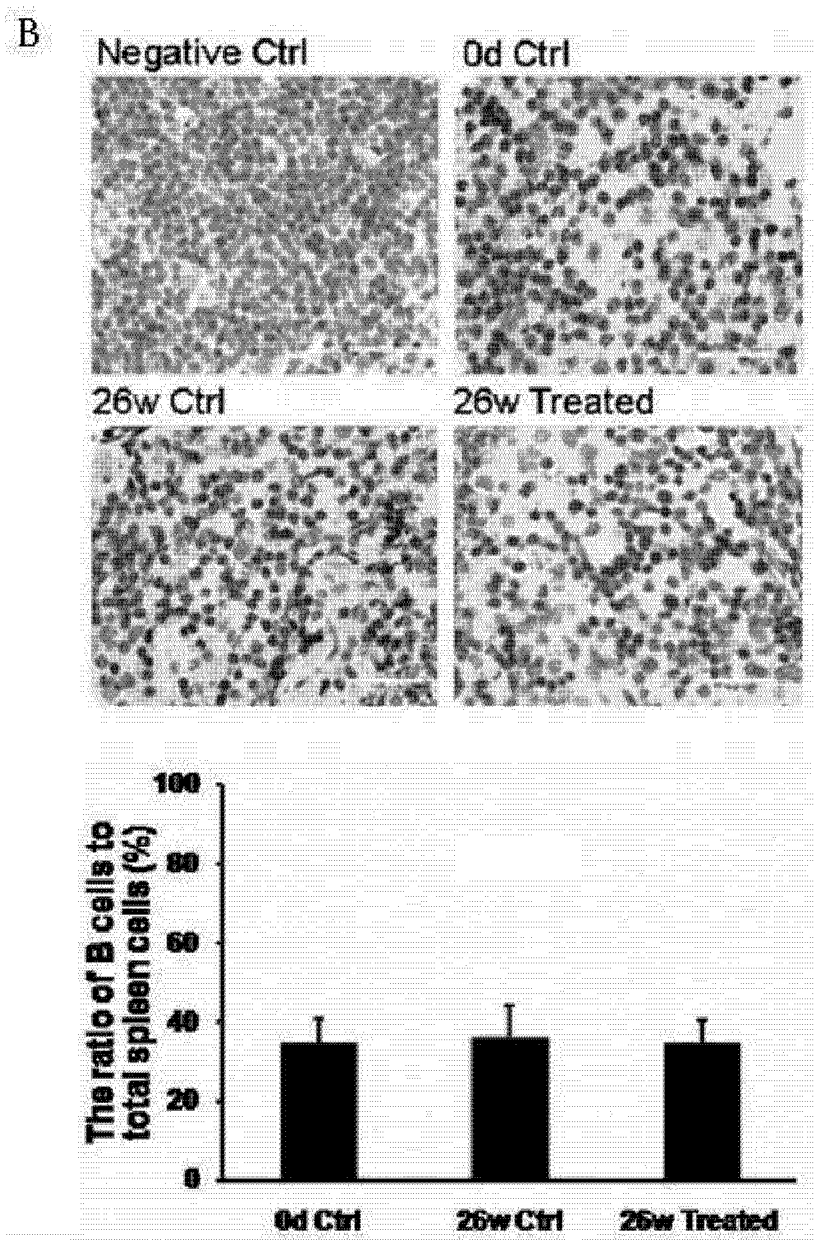 B
Negative Ctrl
0d Ctrl
26w Ctrl
26w Treated
The ratio of B cells to
total spleen cells (%)
100
80
60
40
20
0
0d Ctrl
26w Ctrl
26w Treated